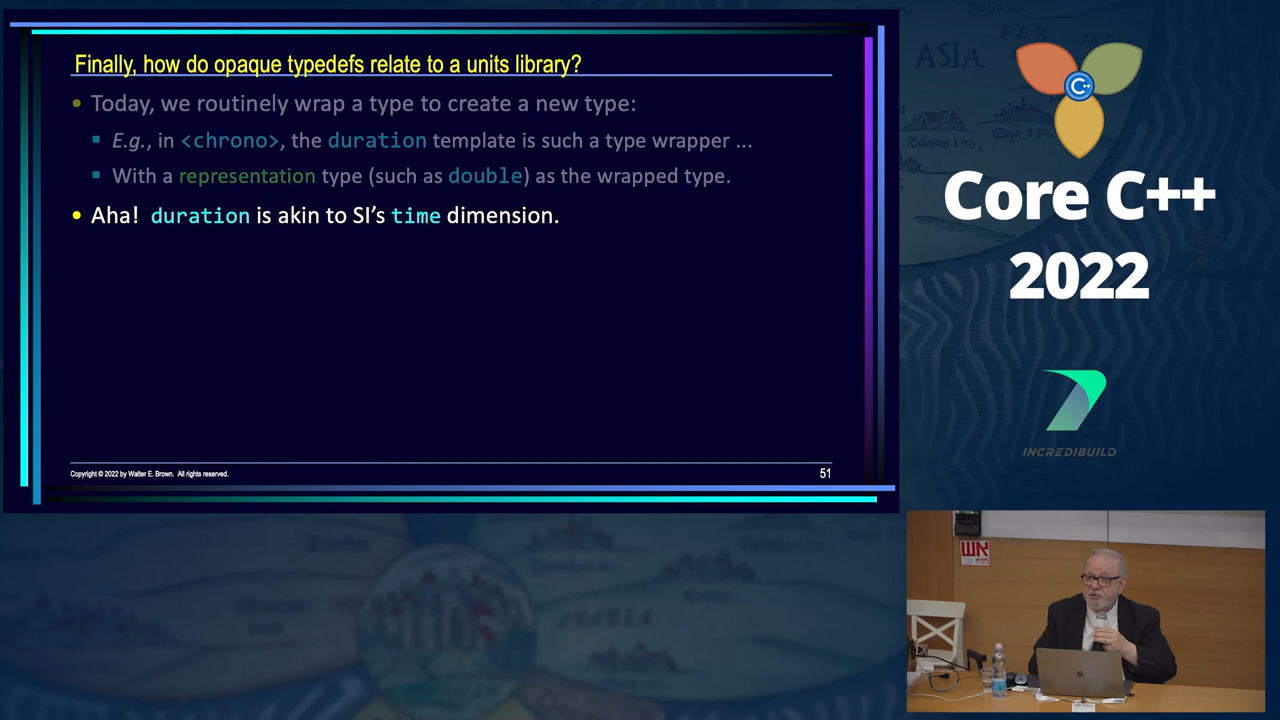 Finally, how do opaque typedefs relate to a units library?
• Today, we routinely wrap a type to create a new type:
▪ E.g., in <chrono>, the duration template is such a type wrapper ...
▪ With a representation type (such as double) as the wrapped type.
• Aha! duration is akin to SI’s time dimension.
Copyright © 2022 by Walter E. Brown. All rights reserved.
51
ASIA
PER
INDIA
C++
Core C++
2022
INCREDIBUILD
ARABIA